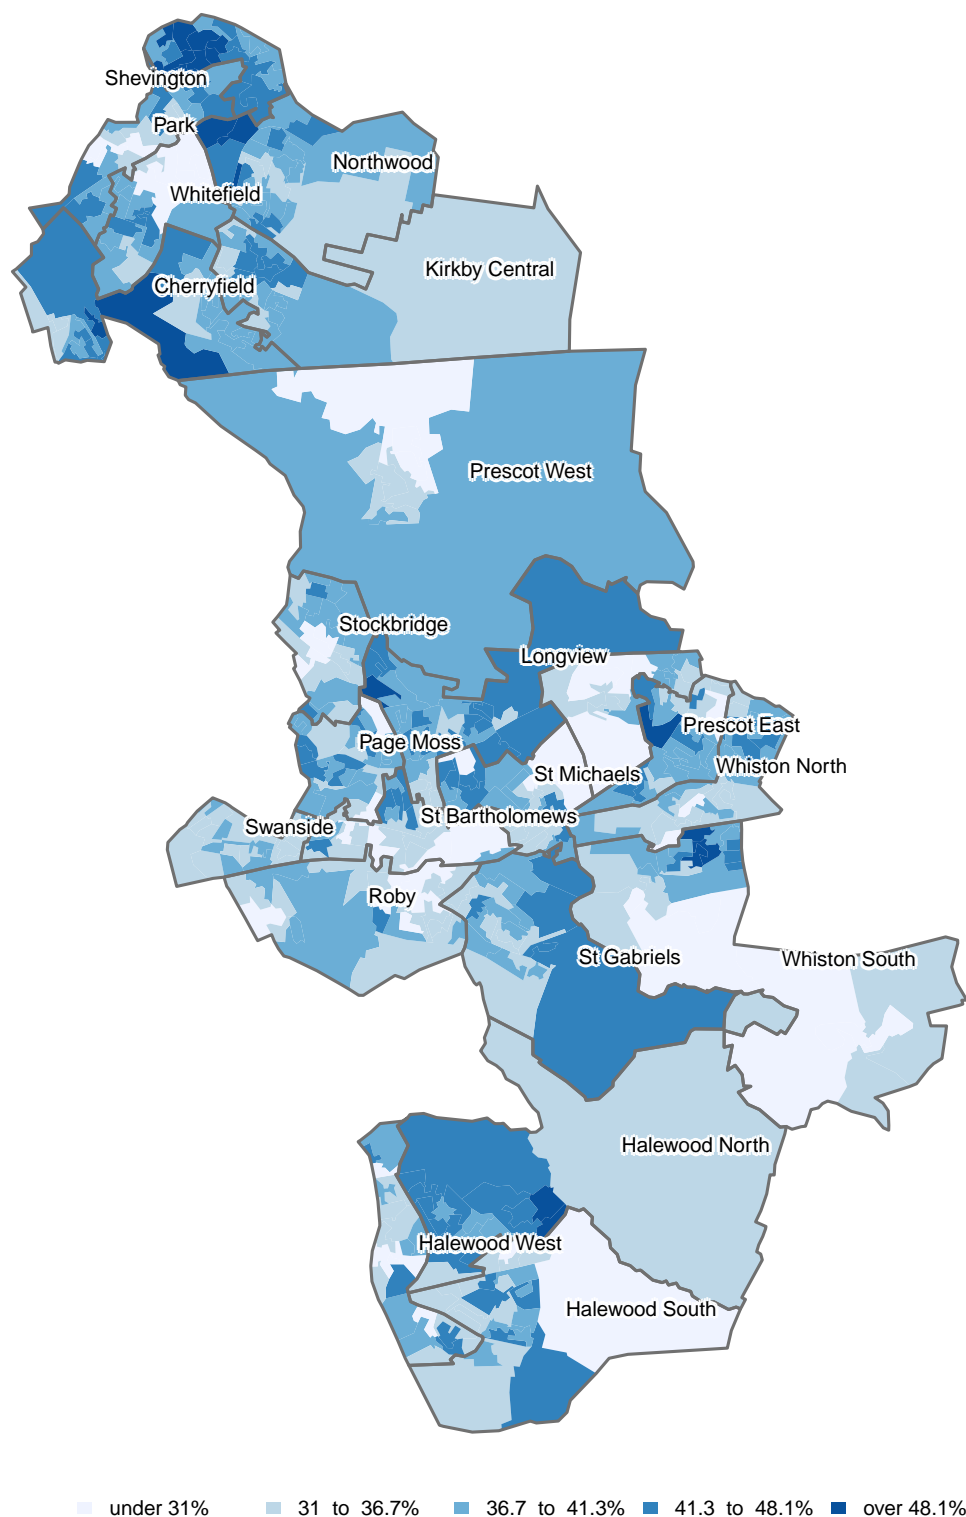 Shevington
Park
Northwood
Whitefield
Kirkby Central
Cherryfield
Prescot West
Stockbridge
Longview
Prescot East
Page Moss
Whiston North
St Michaels
St Bartholomews
Swanside
Roby
St Gabriels
Whiston South
Halewood North
Halewood West
Halewood South
under 31% 31 to 36.7% 36.7 to 41.3% 41.3 to 48.1% over 48.1%